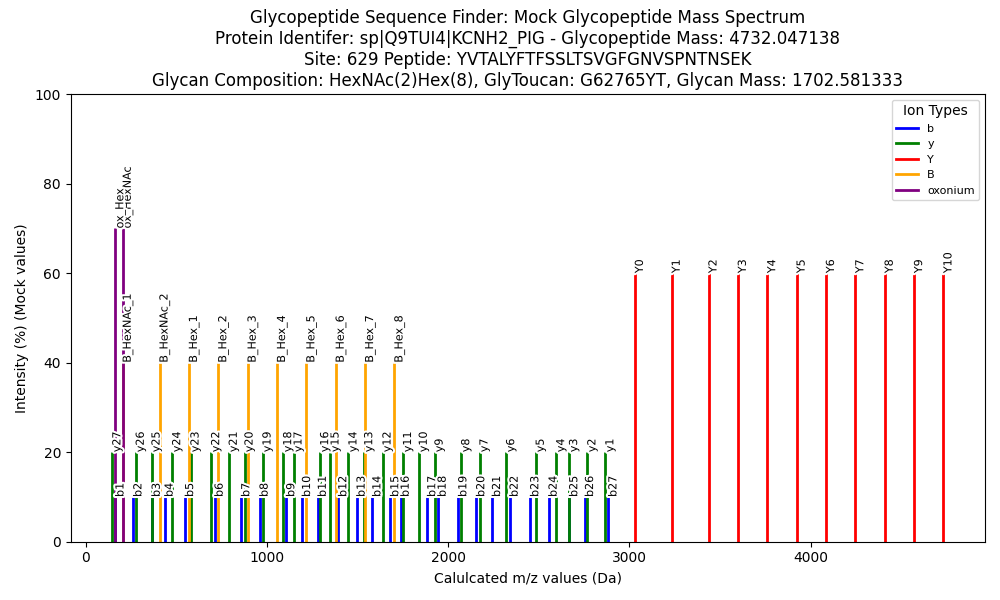 Glycopeptide Sequence Finder: Mock Glycopeptide Mass Spectrum
Protein Identifer: sp|Q9TUI4|KCNH2_PIG - Glycopeptide Mass: 4732.047138
Site: 629 Peptide: YVTALYFTFSSLTSVGFGNVSPNTNSEK
Glycan Composition: HexNAc(2)Hex(8), GlyToucan: G62765YT, Glycan Mass: 1702.581333
100
80
60
40
20
0
Intensity (%) (Mock values)
Ion Types
b
y
Y
B
oxonium
ox_Hex
ox_HexNAc
Y0
Y1
Y2
Y3
Y4
Y5
Y6
Y7
Y8
Y9
Y10
B_HexNAc_1
B_HexNAc_2
B_Hex_1
B_Hex_2
B_Hex_3
B_Hex_4
B_Hex_5
B_Hex_6
B_Hex_7
B_Hex_8
y27
y26
y25
y24
y23
y22
y21
y20
y19
y18
y17
y16
y15
y14
y13
y12
y11
y10
y9
y8
y7
y6
y5
y4
y3
y2
y1
b1
b2
b3
b4
b5
b6
b7
b8
b9
b10
b11
b12
b13
b14
b15
b16
b17
b18
b19
b20
b21
b22
b23
b24
b25
b26
b27
0
1000
2000
3000
4000
Calulcated m/z values (Da)